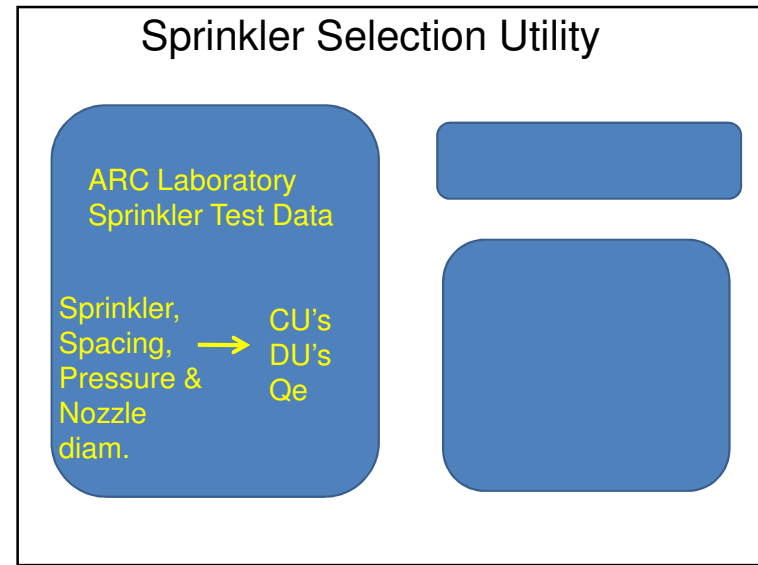 Sprinkler Selection Utility
ARC Laboratory
Sprinkler Test Data
Sprinkler,
Spacing,
Pressure &
Nozzle
diam.
CU's
DU's
Qe